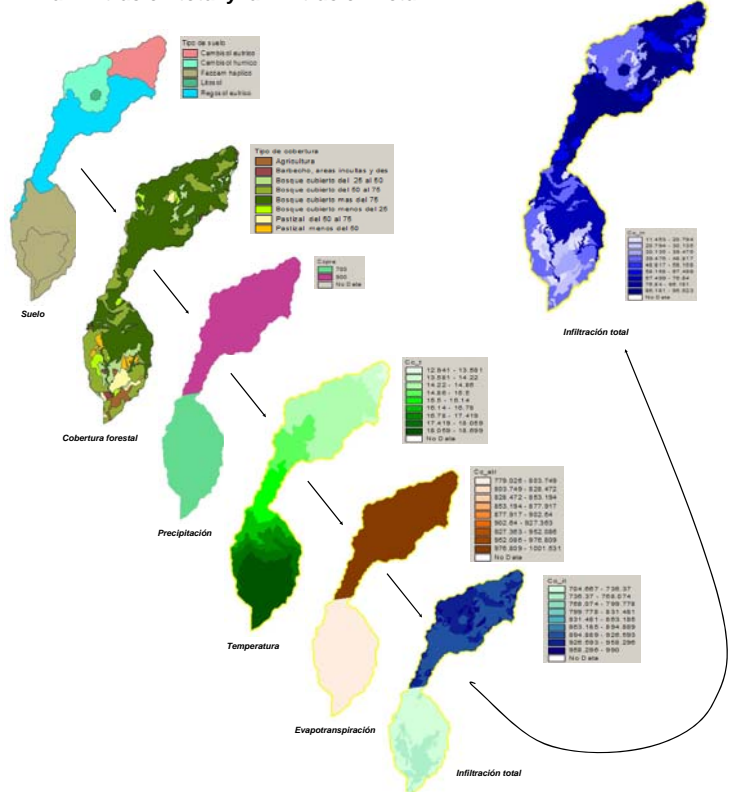 Tipo de suelo
Cambisol eutrico
Cambisol humico
Faozem haplico
Litosol
Regosol eutrico
Suelo
Tipo de cobertura
Agricultura
Barbecho, areas incultas y des
Bosque cubierto del 25 al 50
Bosque cubierto del 50 al 75
Bosque cubierto mas del 75
Bosque cubierto menos del 25
Pastizal del 50 al 75
Pastizal menos del 50
Cobertura forestal
700
900
No Data
Precipitación
Co_t
12.941 - 13.581
13.581 - 14.22
14.22 - 14.86
14.86 - 15.5
15.5 - 16.14
16.14 - 16.78
16.78 - 17.419
17.419 - 18.059
18.059 - 18.699
No Data
Temperatura
779.025 - 803.749
803.749 - 828.472
828.472 - 853.194
853.194 - 877.917
877.917 - 902.64
902.64 - 927.363
927.363 - 952.086
952.086 - 976.809
976.809 - 1001.531
No Data
Evapotranspiración
704.667 - 736.37
736.37 - 768.074
768.074 - 799.778
799.778 - 831.481
831.481 - 863.185
863.185 - 894.889
894.889 - 926.593
926.593 - 958.296
958.296 - 990
No Data
Infiltración total
No Data
Infiltración total